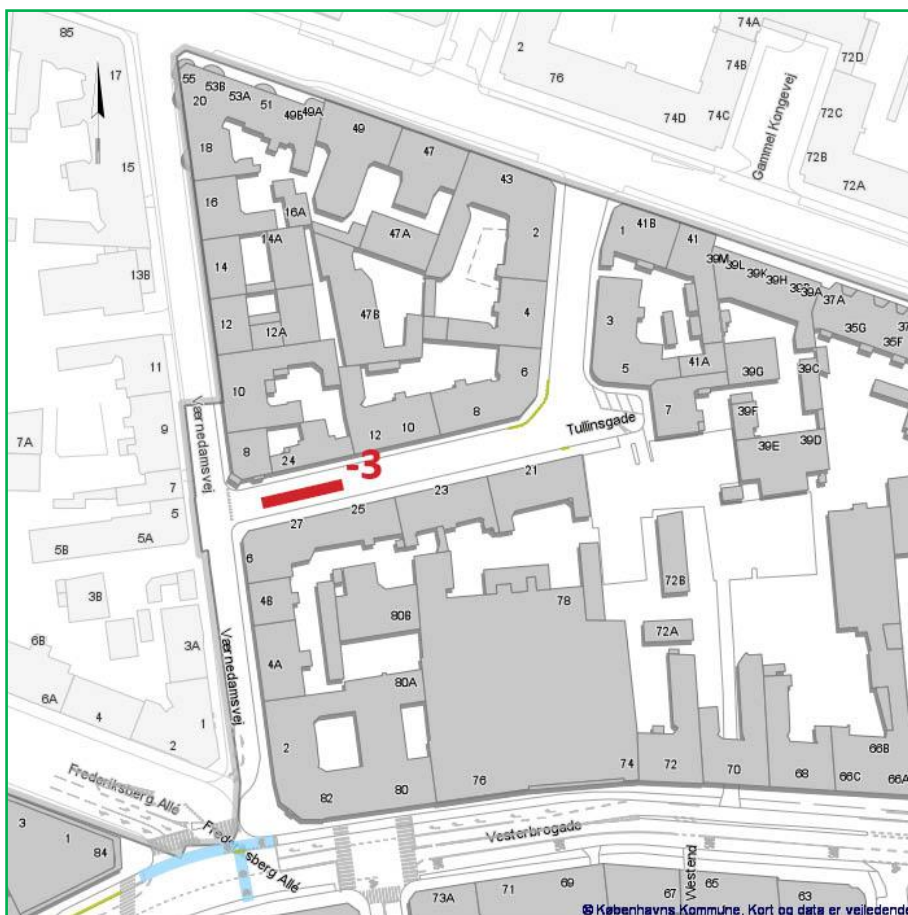 85
17
15
13B
11
9
7A
7
5
5A
5B
3B
3A
6B
6A
4
2
1
55
53B
53A
51
49B
49A
49
47
43
20
18
16
16A
14A
14
12
12A
10
8
24
47A
47B
2
4
6
12
10
8
2
76
74A
74B
74C
74D
Gammel Kongevej
72D
72C
72B
72A
1
41B
41
39M
39L
39K
39H
39A
37A
35G
35F
3
5
41A
39G
39C
7
39F
39E
39D
Tullinsgade
-3
Værnedamsvej
27
25
23
21
6
4B
4A
80B
80A
78
72B
72A
2
82
80
76
74
72
70
68
66B
66C
66A
Værnedamsvej
Frederiksberg Allé
Frederiksberg Allé
Vesterbrogade
Westend
3
1
84
73A
71
69
67
65
63
© Københavns Kommune, Kort og data er vejledende